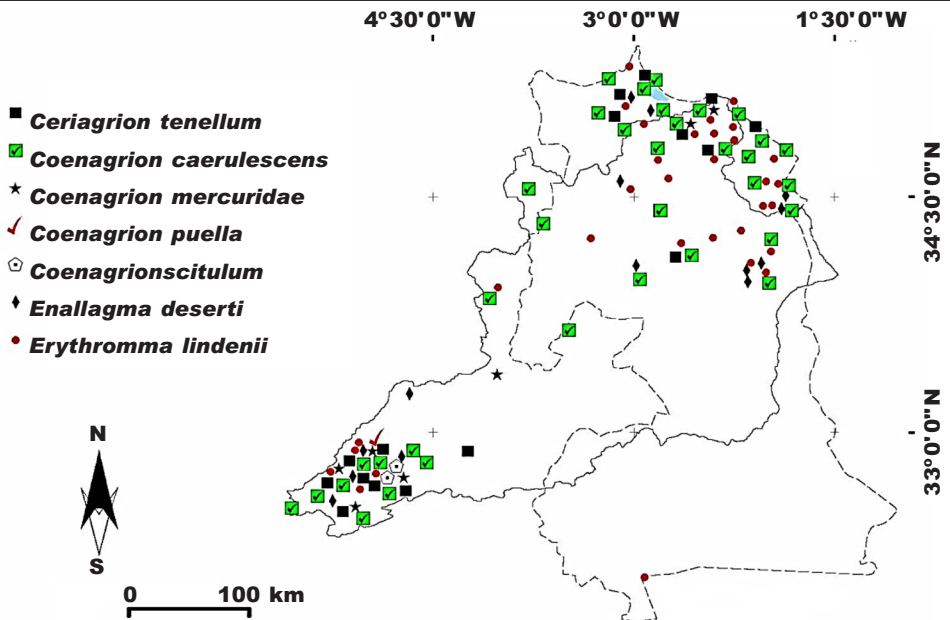 4°30'0"W 3°0'0"W 1°30'0"W
Ceriagrion tenellum
Coenagrion caerulescens
Coenagrion mercuridae
Coenagrion puella
Coenagrionscitulum
Enallagma deserti
Erythromma lindenii
34°30'0"N
33°0'0"N
N
S
0 100 km